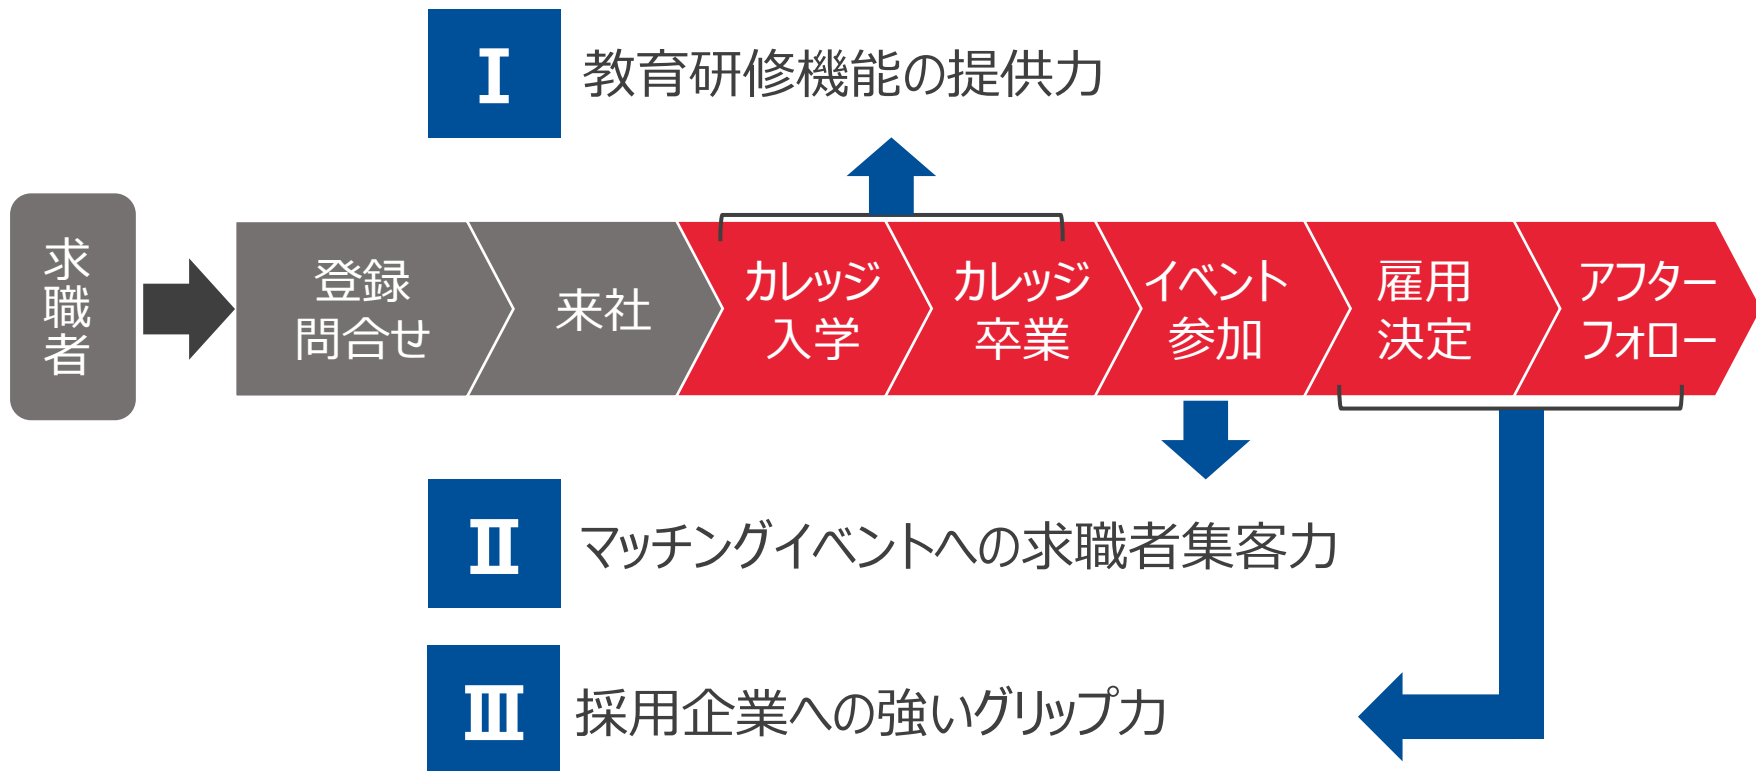 Ⅰ
教育研修機能の提供力
求職者
登録
問合せ
来社
カレッジ
入学
カレッジ
卒業
イベント
参加
雇用
決定
アフター
フォロー
Ⅱ
マッチングイベントへの求職者集客力
Ⅲ
採用企業への強いグリップ力